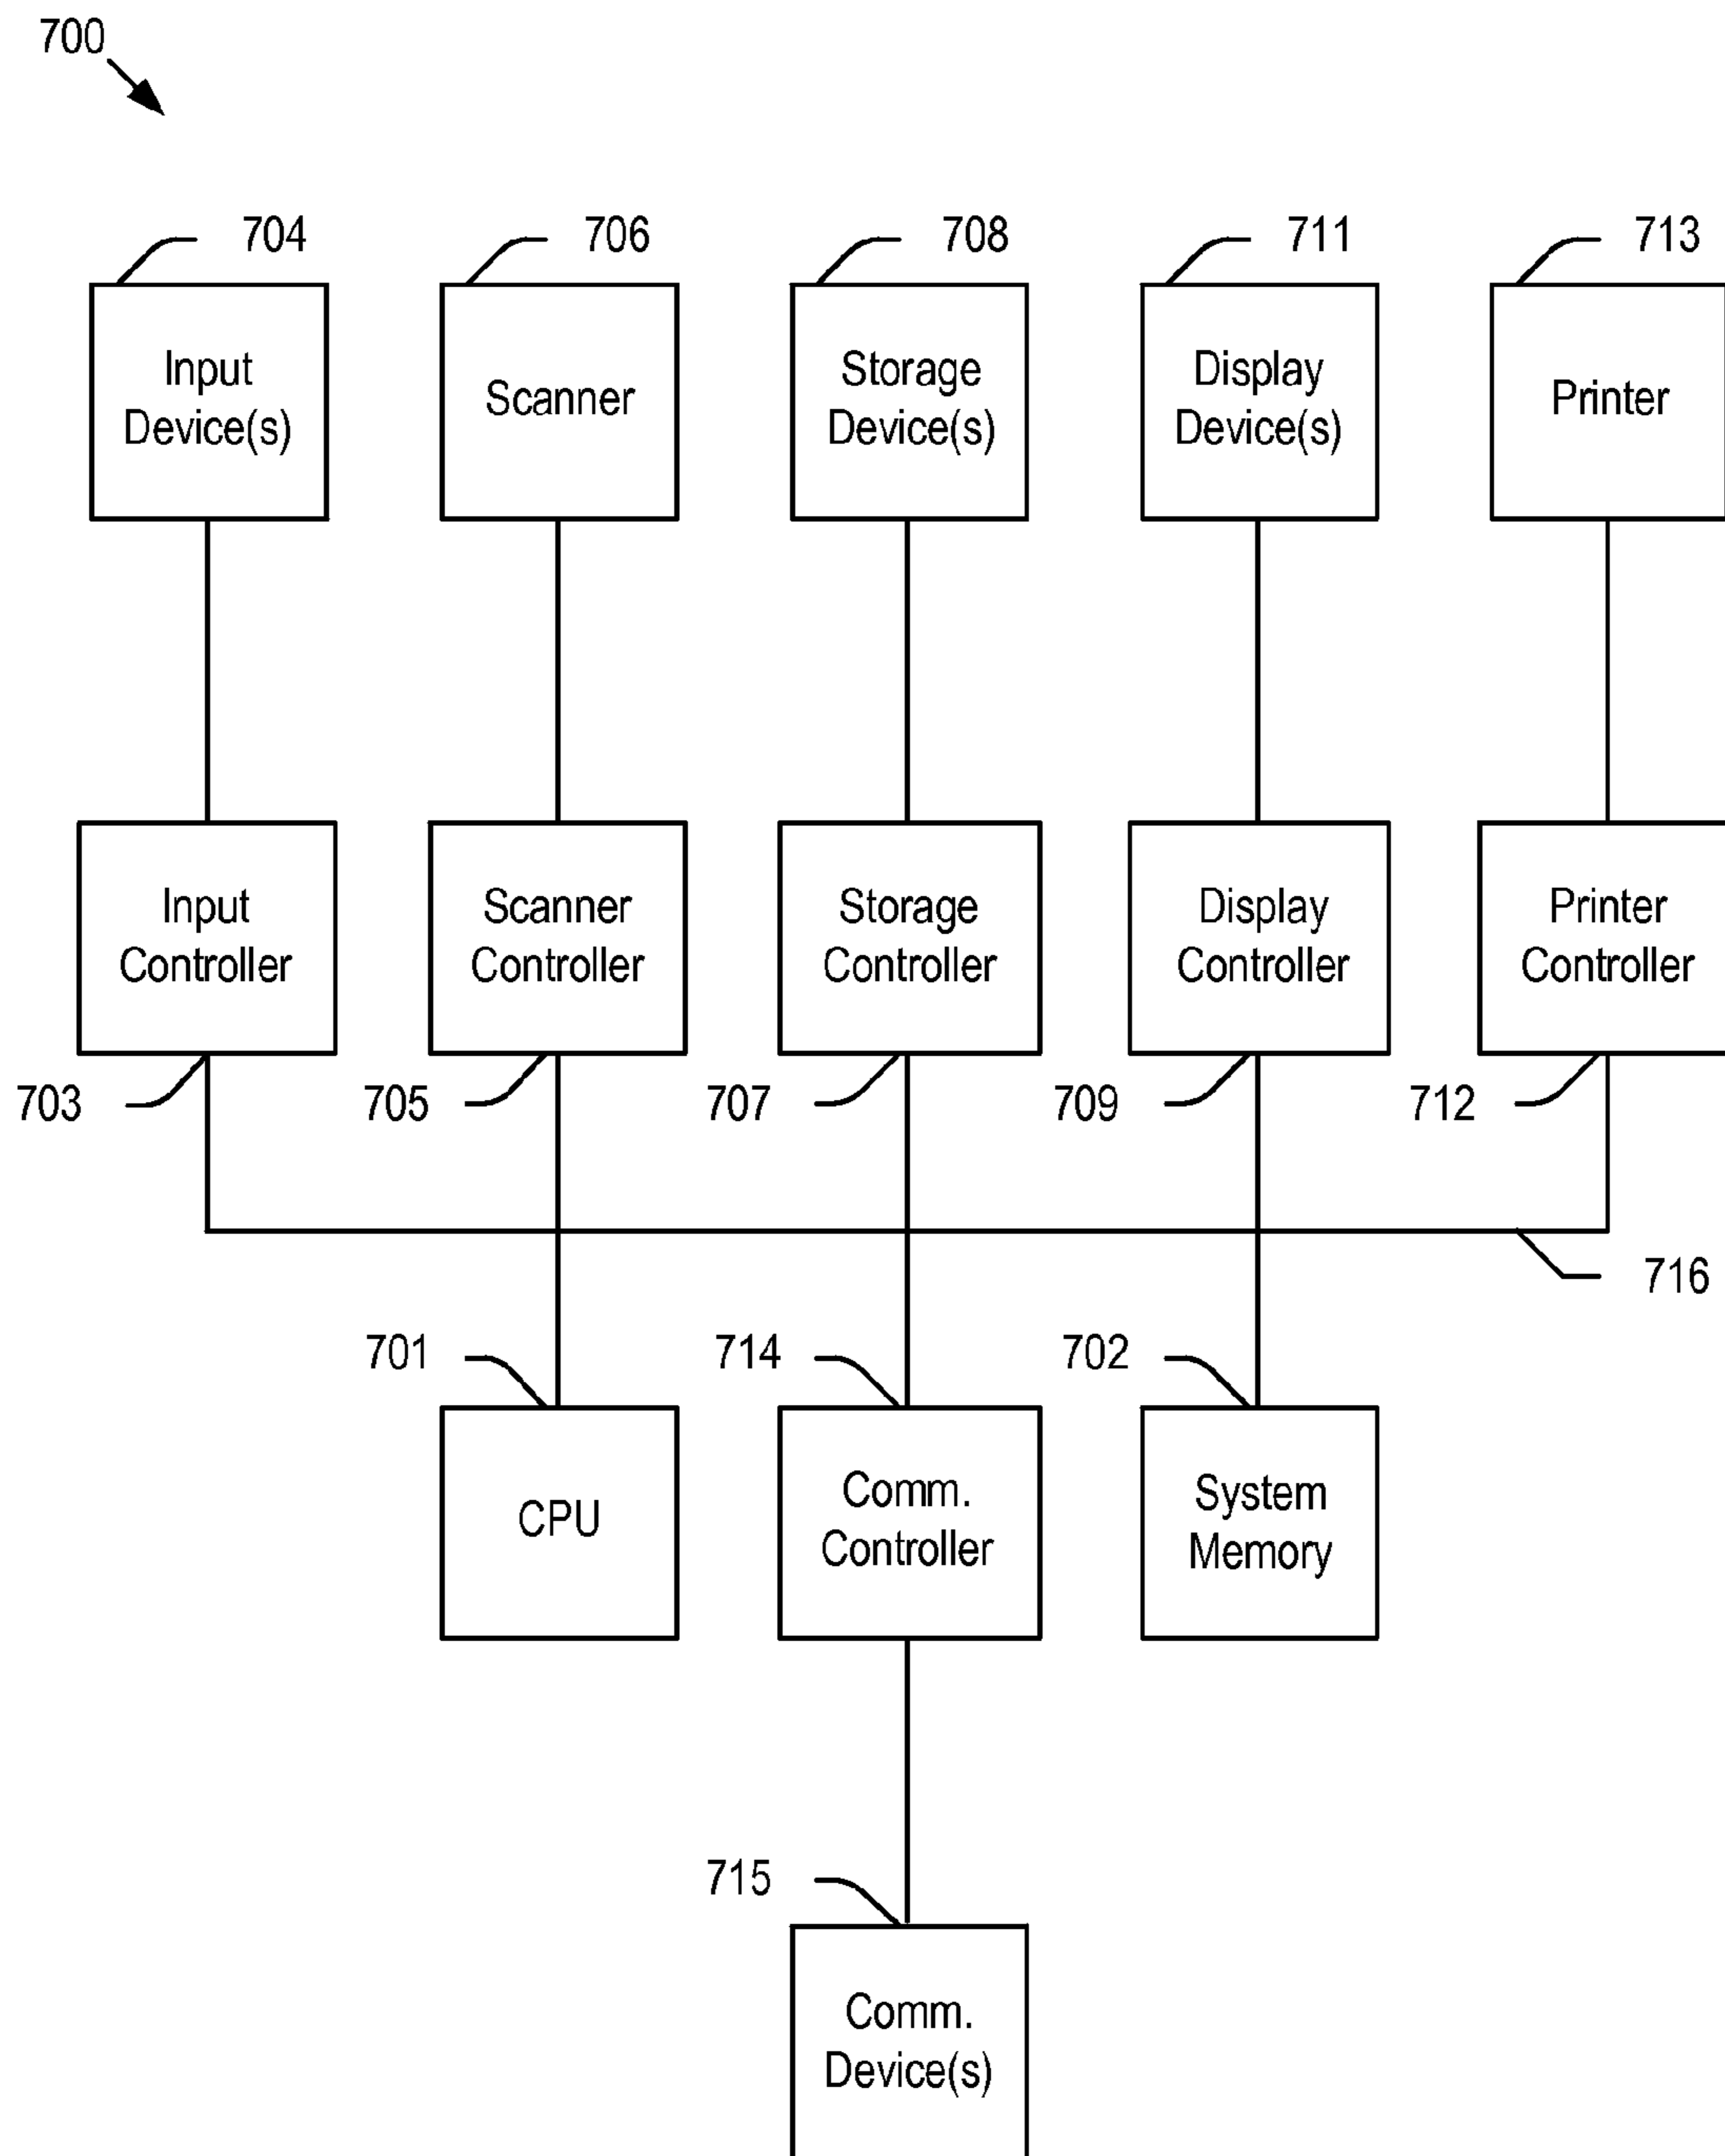 700
704
706
708
711
713
Input
Device(s)
Scanner
Storage
Device(s)
Display
Device(s)
Printer
Input
Controller
Scanner
Controller
Storage
Controller
Display
Controller
Printer
Controller
703
705
707
709
712
716
701
714
702
CPU
Comm.
Controller
System
Memory
715
Comm.
Device(s)